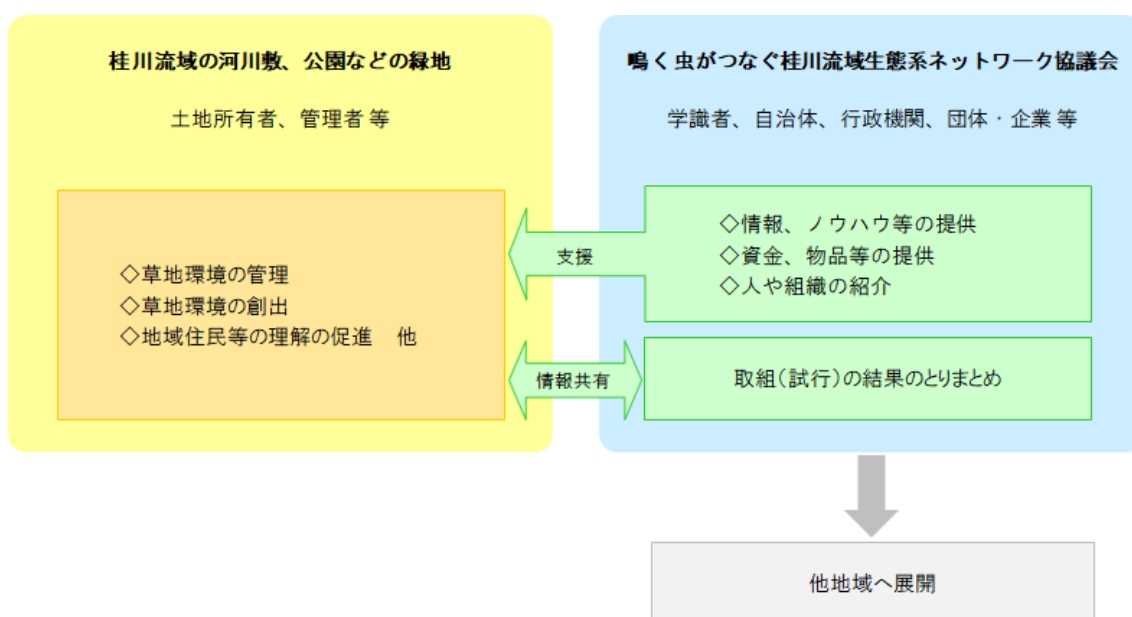 桂川流域の河川敷、公園などの緑地
土地所有者、管理者 等
◇草地環境の管理
◇草地環境の創出
◇地域住民等の理解の促進　他
支援
情報共有
鳴く虫がつなぐ桂川流域生態系ネットワーク協議会
学識者、自治体、行政機関、団体・企業 等
◇情報、ノウハウ等の提供
◇資金、物品等の提供
◇人や組織の紹介
取組(試行)の結果のとりまとめ
他地域へ展開